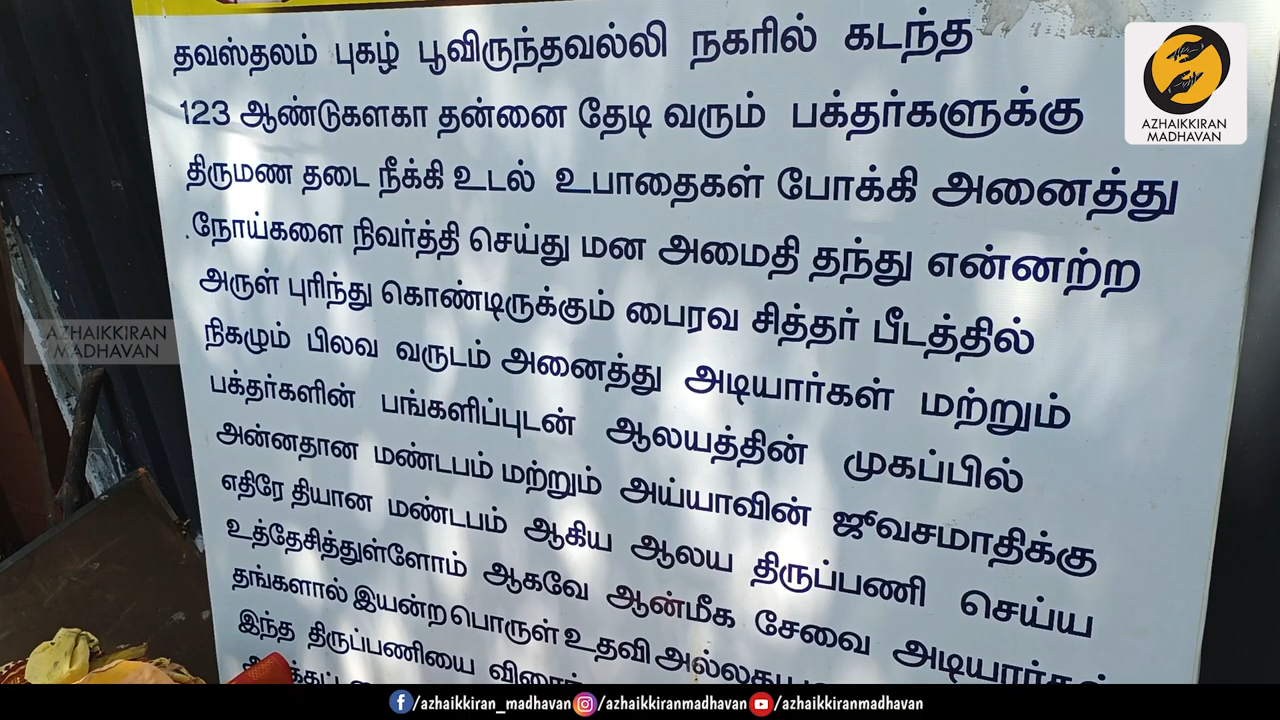 தவஸ்தலம் புகழ் பூவிருந்தவல்லி நகரில் கடந்த
123 ஆண்டுகளகா தன்னை தேடி வரும் பக்தர்களுக்கு
திருமண தடை நீக்கி உடல் உபாதைகள் போக்கி அனைத்து
நோய்களை நிவர்த்தி செய்து மன அமைதி தந்து என்னற்ற
அருள் புரிந்து கொண்டிருக்கும் பைரவ சித்தர் பீடத்தில்
நிகழும் பிலவ வருடம் அனைத்து அடியார்கள் மற்றும்
பக்தர்களின் பங்களிப்புடன் ஆலயத்தின் முகப்பில்
அன்னதான மண்டபம் மற்றும் அய்யாவின் ஜூவசமாதிக்கு
எதிரே தியான மண்டபம் ஆகிய ஆலய திருப்பணி செய்ய
உத்தேசித்துள்ளோம் ஆகவே ஆன்மீக சேவை
தங்களால் இயன்ற பொருள் உதவி
இந்த திருப்பணியை
AZHAIKKIRAN
MADHAVAN
AZHAIKKIRAN
MADHAVAN
/azhaikkiran_madhavan /azhaikkiranmadhavan /azhaikkiranmadhavan